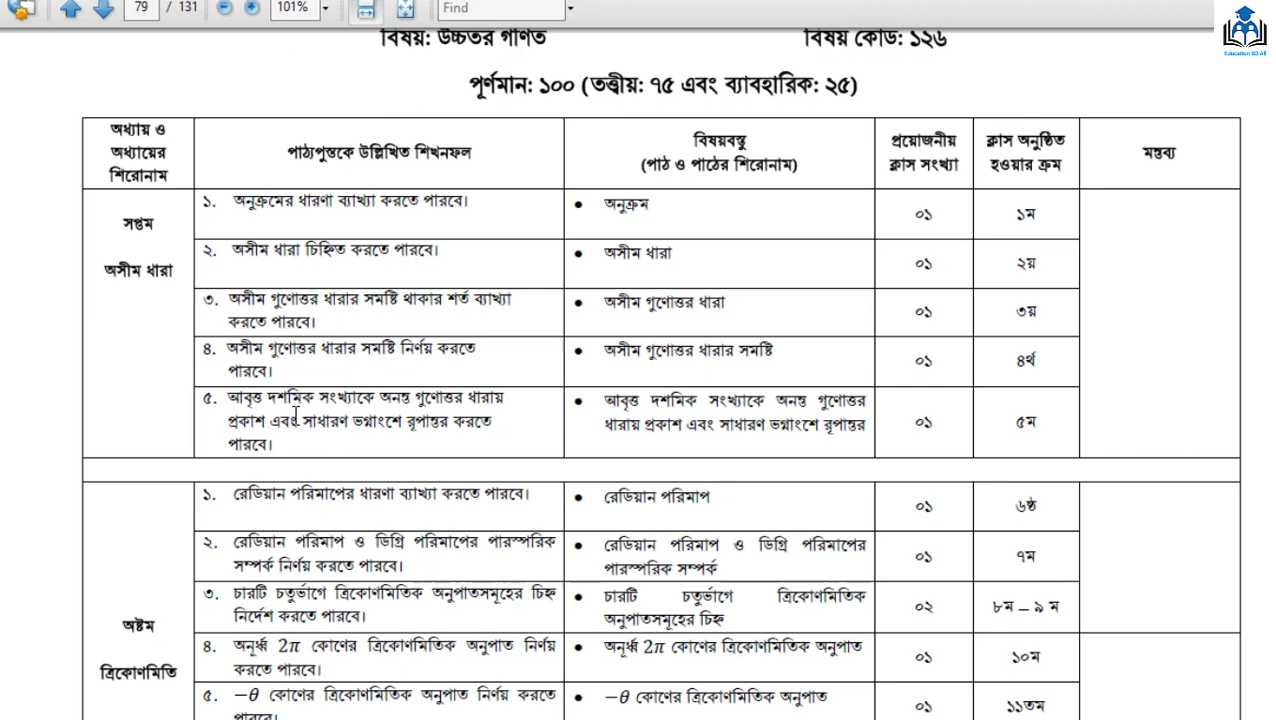 79 / 131 101% Find
Education BD All
বিষয়: উচ্চতর গণিত বিষয় কোড: ১২৬
পূর্ণমান: ১০০ (তত্ত্বীয়: ৭৫ এবং ব্যাবহারিক: ২৫)
অধ্যায় ও
অধ্যায়ের
শিরোনাম
পাঠ্যপুস্তকে উল্লিখিত শিখনফল
বিষয়বস্তু
(পাঠ ও পাঠের শিরোনাম)
প্রয়োজনীয়
ক্লাস সংখ্যা
ক্লাস অনুষ্ঠিত
হওয়ার ক্রম
মন্তব্য
সপ্তম
অসীম ধারা
১. অনুক্রমের ধারণা ব্যাখ্যা করতে পারবে।
• অনুক্রম
০১
১ম
২. অসীম ধারা চিহ্নিত করতে পারবে।
• অসীম ধারা
০১
২য়
৩. অসীম গুণোত্তর ধারার সমষ্টি থাকার শর্ত ব্যাখ্যা
করতে পারবে।
• অসীম গুণোত্তর ধারা
০১
৩য়
৪. অসীম গুণোত্তর ধারার সমষ্টি নির্ণয় করতে
পারবে।
• অসীম গুণোত্তর ধারার সমষ্টি
০১
৪র্থ
৫. আবৃত্ত দশমিক সংখ্যাকে অনন্ত গুণোত্তর ধারায়
প্রকাশ এবং সাধারণ ভগ্নাংশে রূপান্তর করতে
পারবে।
• আবৃত্ত দশমিক সংখ্যাকে অনন্ত গুণোত্তর
ধারায় প্রকাশ এবং সাধারণ ভগ্নাংশে রূপান্তর
০১
৫ম
অষ্টম
ত্রিকোণমিতি
১. রেডিয়ান পরিমাপের ধারণা ব্যাখ্যা করতে পারবে।
• রেডিয়ান পরিমাপ
০১
৬ষ্ঠ
২. রেডিয়ান পরিমাপ ও ডিগ্রি পরিমাপের পারস্পরিক
সম্পর্ক নির্ণয় করতে পারবে।
• রেডিয়ান পরিমাপ ও ডিগ্রি পরিমাপের
পারস্পরিক সম্পর্ক
০১
৭ম
৩. চারটি চতুর্ভাগে ত্রিকোণমিতিক অনুপাতসমূহের চিহ্ন
নির্দেশ করতে পারবে।
• চারটি চতুর্ভাগে ত্রিকোণমিতিক
অনুপাতসমূহের চিহ্ন
০২
৮ম – ৯ ম
৪. অনূর্ধ্ব 2π কোণের ত্রিকোণমিতিক অনুপাত নির্ণয়
করতে পারবে।
• অনূর্ধ্ব 2π কোণের ত্রিকোণমিতিক অনুপাত
০১
১০ম
৫. −θ কোণের ত্রিকোণমিতিক অনুপাত নির্ণয় করতে
পারবে।
• −θ কোণের ত্রিকোণমিতিক অনুপাত
০১
১১তম